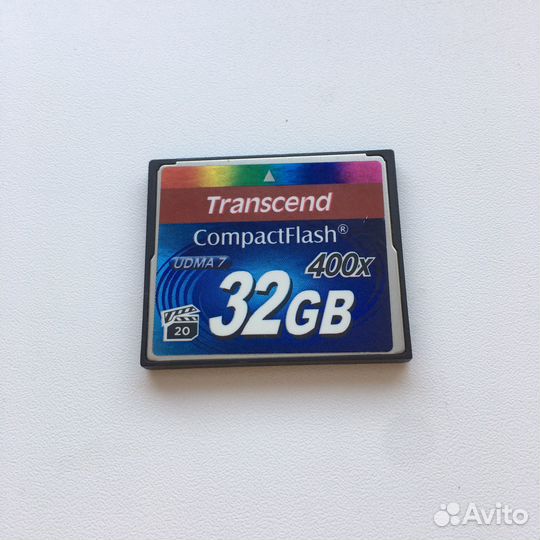 Transcend
CompactFlash®
UDMA 7
400x
32GB
20
Avito